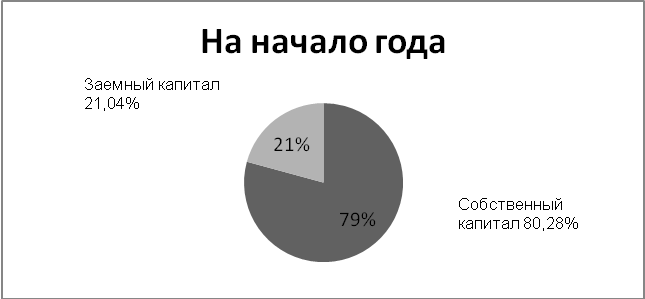 На начало года
Заемный капитал
21,04%
21%
79%
Собственный
капитал 80,28%